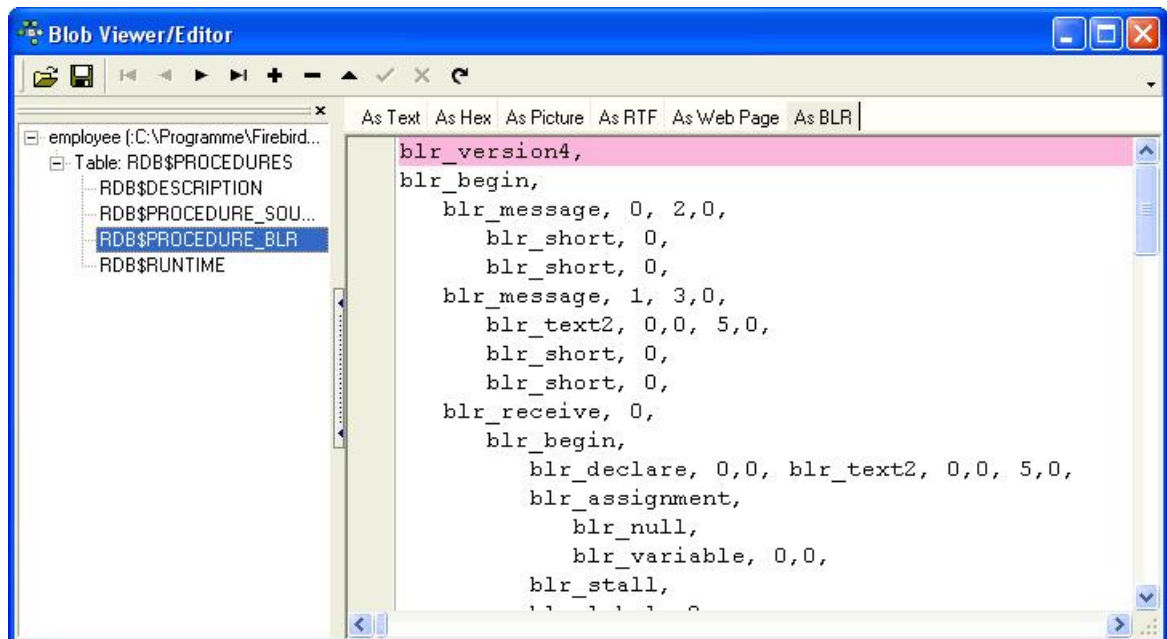 Blob Viewer/Editor
As Text As Hex As Picture As RTF As Web Page As BLR
employee (:C:\Programme\Firebird...
Table: RDB$PROCEDURES
RDB$DESCRIPTION
RDB$PROCEDURE_SOU...
RDB$PROCEDURE_BLR
RDB$RUNTIME
blr_version4,
blr_begin,
blr_message, 0, 2,0,
blr_short, 0,
blr_short, 0,
blr_message, 1, 3,0,
blr_text2, 0,0, 5,0,
blr_short, 0,
blr_short, 0,
blr_receive, 0,
blr_begin,
blr_declare, 0,0, blr_text2, 0,0, 5,0,
blr_assignment,
blr_null,
blr_variable, 0,0,
blr_stall,